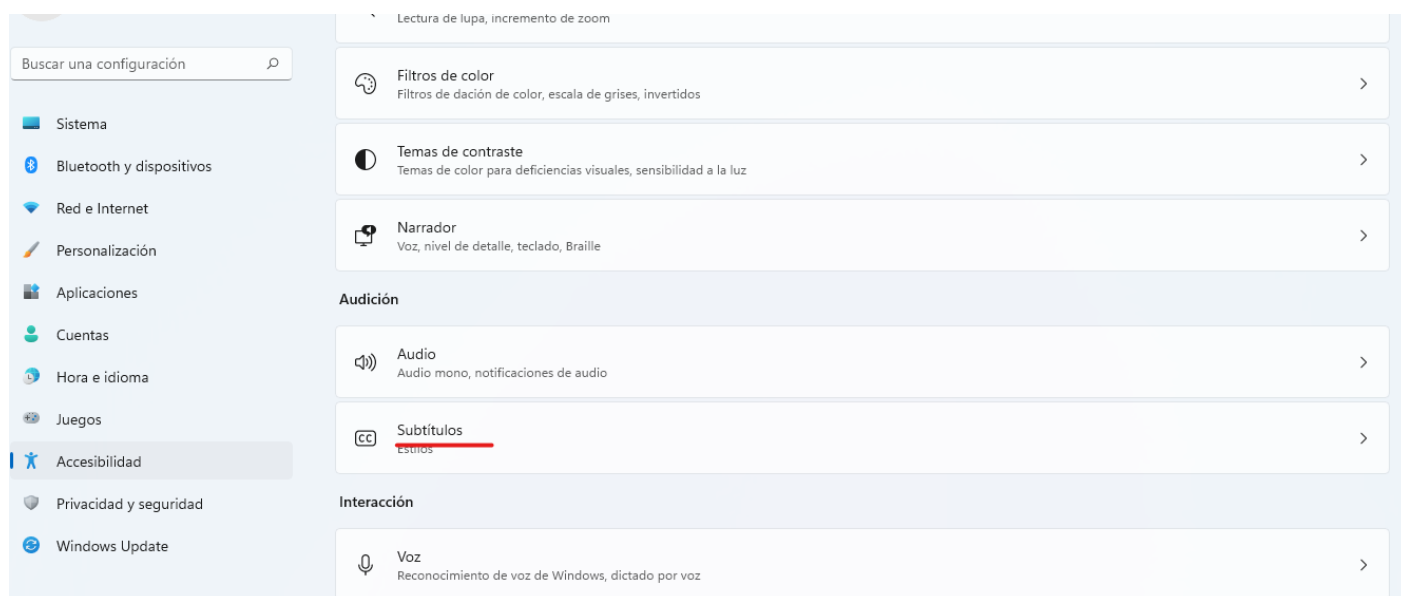 Lectura de lupa, incremento de zoom
Buscar una configuración
Filtros de color
Filtros de dación de color, escala de grises, invertidos
Sistema
Temas de contraste
Temas de color para deficiencias visuales, sensibilidad a la luz
Bluetooth y dispositivos
Red e Internet
Narrador
Voz, nivel de detalle, teclado, Braille
Personalización
Aplicaciones
Audición
Cuentas
Audio
Audio mono, notificaciones de audio
Hora e idioma
Juegos
Subtítulos
CC
Estilos
Accesibilidad
Privacidad y seguridad
Interacción
Windows Update
Voz
Reconocimiento de voz de Windows, dictado por voz